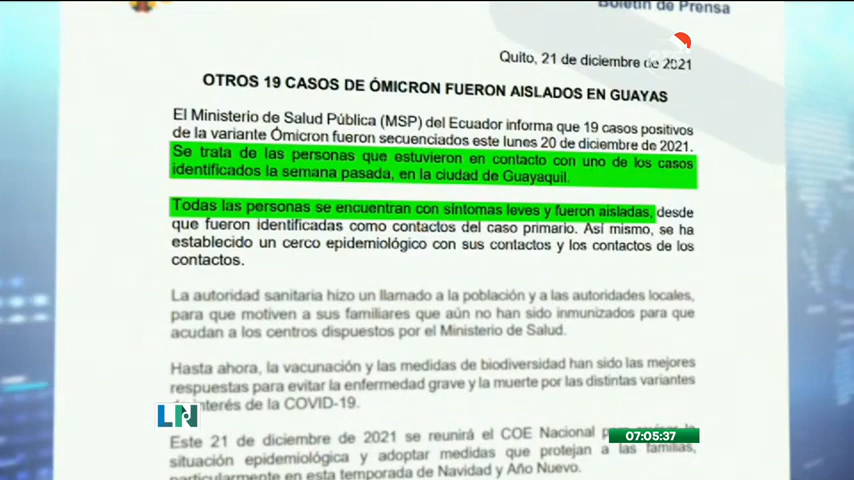 Boletín de Prensa
Quito, 21 de diciembre de 2021
OTROS 19 CASOS DE ÓMICRON FUERON AISLADOS EN GUAYAS
El Ministerio de Salud Pública (MSP) del Ecuador informa que 19 casos positivos
de la variante Ómicron fueron secuenciados este lunes 20 de diciembre de 2021.
Se trata de las personas que estuvieron en contacto con uno de los casos
identificados la semana pasada, en la ciudad de Guayaquil.
Todas las personas se encuentran con síntomas leves y fueron aisladas, desde
que fueron identificadas como contactos del caso primario. Así mismo, se ha
establecido un cerco epidemiológico con sus contactos y los contactos de los
contactos.
La autoridad sanitaria hizo un llamado a la población y a las autoridades locales,
para que motiven a sus familiares que aún no han sido inmunizados para que
acudan a los centros dispuestos por el Ministerio de Salud.
Hasta ahora, la vacunación y las medidas de biodiversidad han sido las mejores
respuestas para evitar la enfermedad grave y la muerte por las distintas variantes
interés de la COVID-19.
LN
Este 21 de diciembre de 2021 se reunirá el COE Nacional
07:05:37
situación epidemiológica y adoptar medidas que protejan a las familias,
particularmente en esta temporada de Navidad y Año Nuevo.